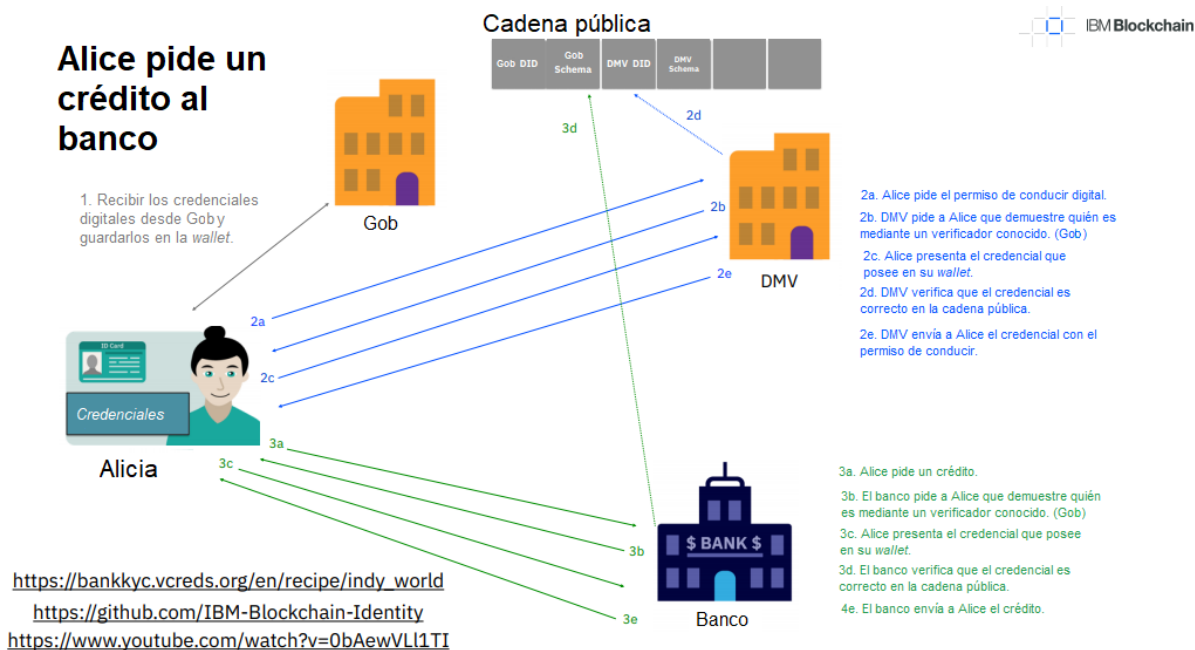 Cadena pública
IBM Blockchain
Alice pide un
crédito al
banco
Gob DID
Gob
Schema
DMV DID
DMV
Schema
3d
2d
1. Recibir los credenciales
digitales desde Gob y
guardarlos en la wallet.
Gob
2b
DMV
2e
2a. Alice pide el permiso de conducir digital.
2b. DMV pide a Alice que demuestre quién es
mediante un verificador conocido. (Gob)
2c. Alice presenta el credencial que
posee en su wallet.
2d. DMV verifica que el credencial es
correcto en la cadena pública.
2e. DMV envía a Alice el credencial con el
permiso de conducir.
2a
ID Card
2c
Credenciales
Alicia
3a
3c
3a. Alice pide un crédito.
3b. El banco pide a Alice que demuestre quién
es mediante un verificador conocido. (Gob)
3c. Alice presenta el credencial que posee
en su wallet.
3d. El banco verifica que el credencial es
correcto en la cadena pública.
4e. El banco envía a Alice el crédito.
$ BANK $
3b
3e
Banco
https://bankkyc.vcreds.org/en/recipe/indy_world
https://github.com/IBM-Blockchain-Identity
https://www.youtube.com/watch?v=0bAewVLl1TI